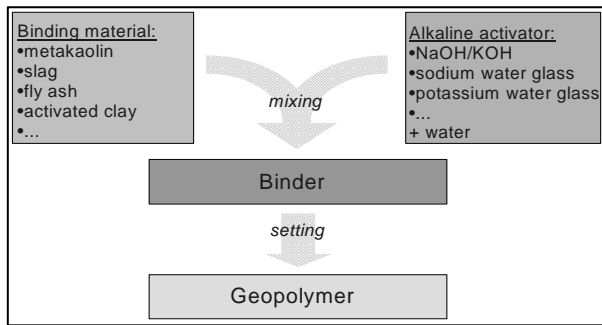 Binding material:
•metakaolin
•slag
•fly ash
•activated clay
•...
Alkaline activator:
•NaOH/KOH
•sodium water glass
•potassium water glass
•...
+ water
mixing
Binder
setting
Geopolymer